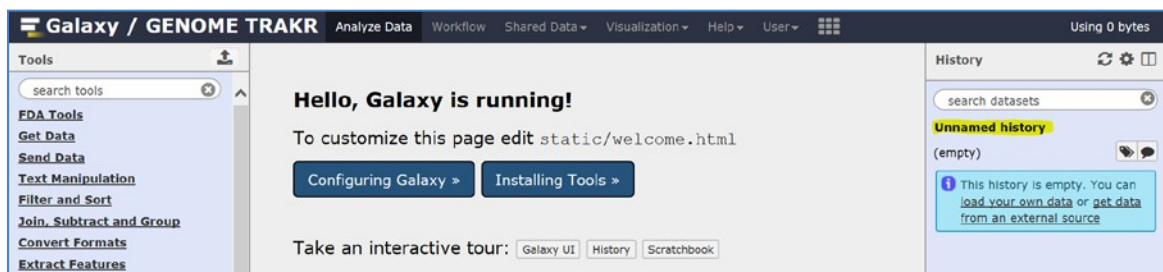 Galaxy / GENOME TRAKR Analyze Data Workflow Shared Data Visualization Help User Using 0 bytes
Tools
search tools
FDA Tools
Get Data
Send Data
Text Manipulation
Filter and Sort
Join, Subtract and Group
Convert Formats
Extract Features
Hello, Galaxy is running!
To customize this page edit static/welcome.html
Configuring Galaxy » Installing Tools »
Take an interactive tour: Galaxy UI History Scratchbook
History
search datasets
Unnamed history
(empty)
This history is empty. You can
load your own data or get data
from an external source